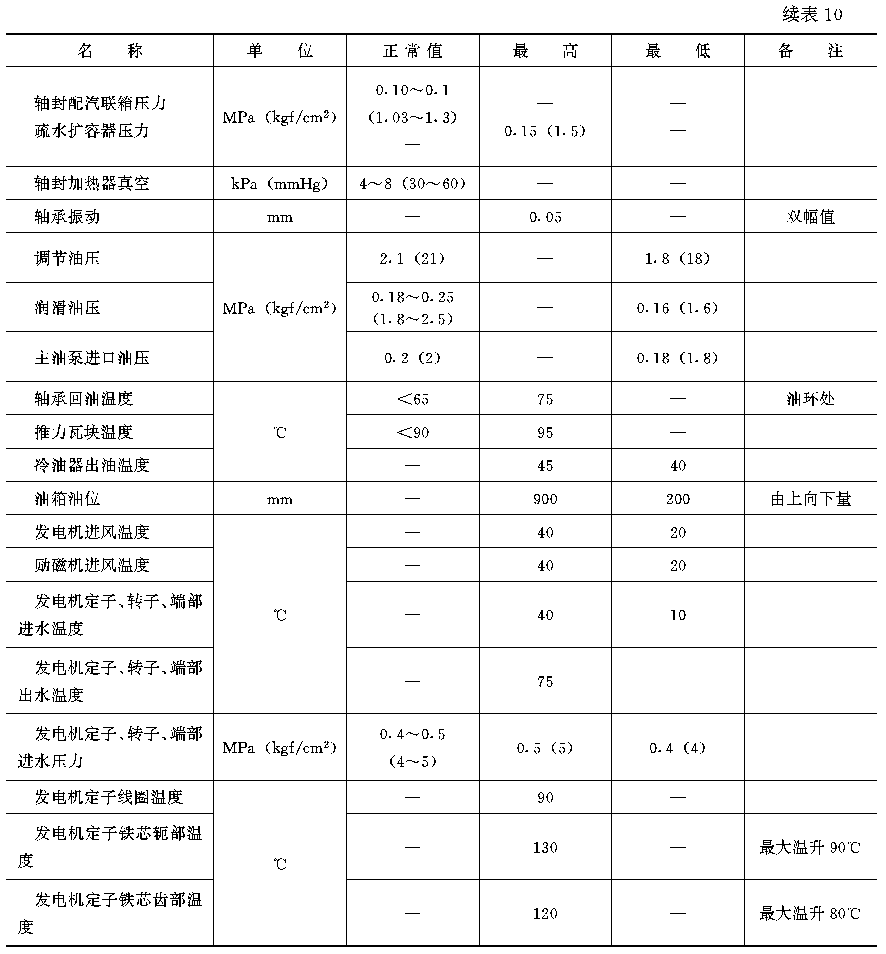 续表 10
名 称 单 位 正常值 最 高 最 低 备 注
轴封配汽联箱压力
疏水扩容器压力
MPa (kgf/cm²)
0.10～0.1
(1.03～1.3)
—
—
0.15 (1.5)
—
—
轴封加热器真空 kPa (mmHg) 4～8 (30～60) — —
轴承振动 mm — 0.05 — 双幅值
调节油压 2.1 (21) — 1.8 (18)
润滑油压 MPa (kgf/cm²)
0.18～0.25
(1.8～2.5)
— 0.16 (1.6)
主油泵进口油压 0.2 (2) — 0.18 (1.8)
轴承回油温度 <65 75 — 油环处
推力瓦块温度 ℃ <90 95 —
冷油器出油温度 — 45 40
油箱油位 mm — 900 200 由上向下量
发电机进风温度 — 40 20
励磁机进风温度 — 40 20
发电机定子、转子、端部
进水温度
℃ — 40 10
发电机定子、转子、端部
出水温度
— 75
发电机定子、转子、端部
进水压力
MPa (kgf/cm²)
0.4～0.5
(4～5)
0.5 (5) 0.4 (4)
发电机定子线圈温度 — 90 —
发电机定子铁芯轭部温
度
℃ — 130 — 最大温升90℃
发电机定子铁芯齿部温
度
— 120 — 最大温升80℃